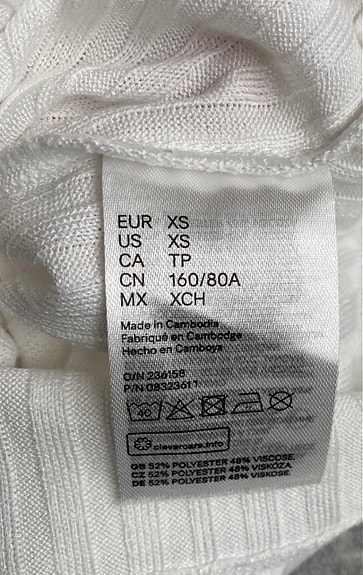 EUR XS
US XS
CA TP
CN 160/80A
MX XCH
Made in Cambodia
Fabriqué en Cambodge
Hecho en Camboya
O/N 236158
P/N 08323611
40
clevercare.info
GB 52% POLYESTER 48% VISCOSE.
CZ 52% POLYESTER 48% VISKÓZA.
DE 52% POLYESTER 48% VISKOSE.